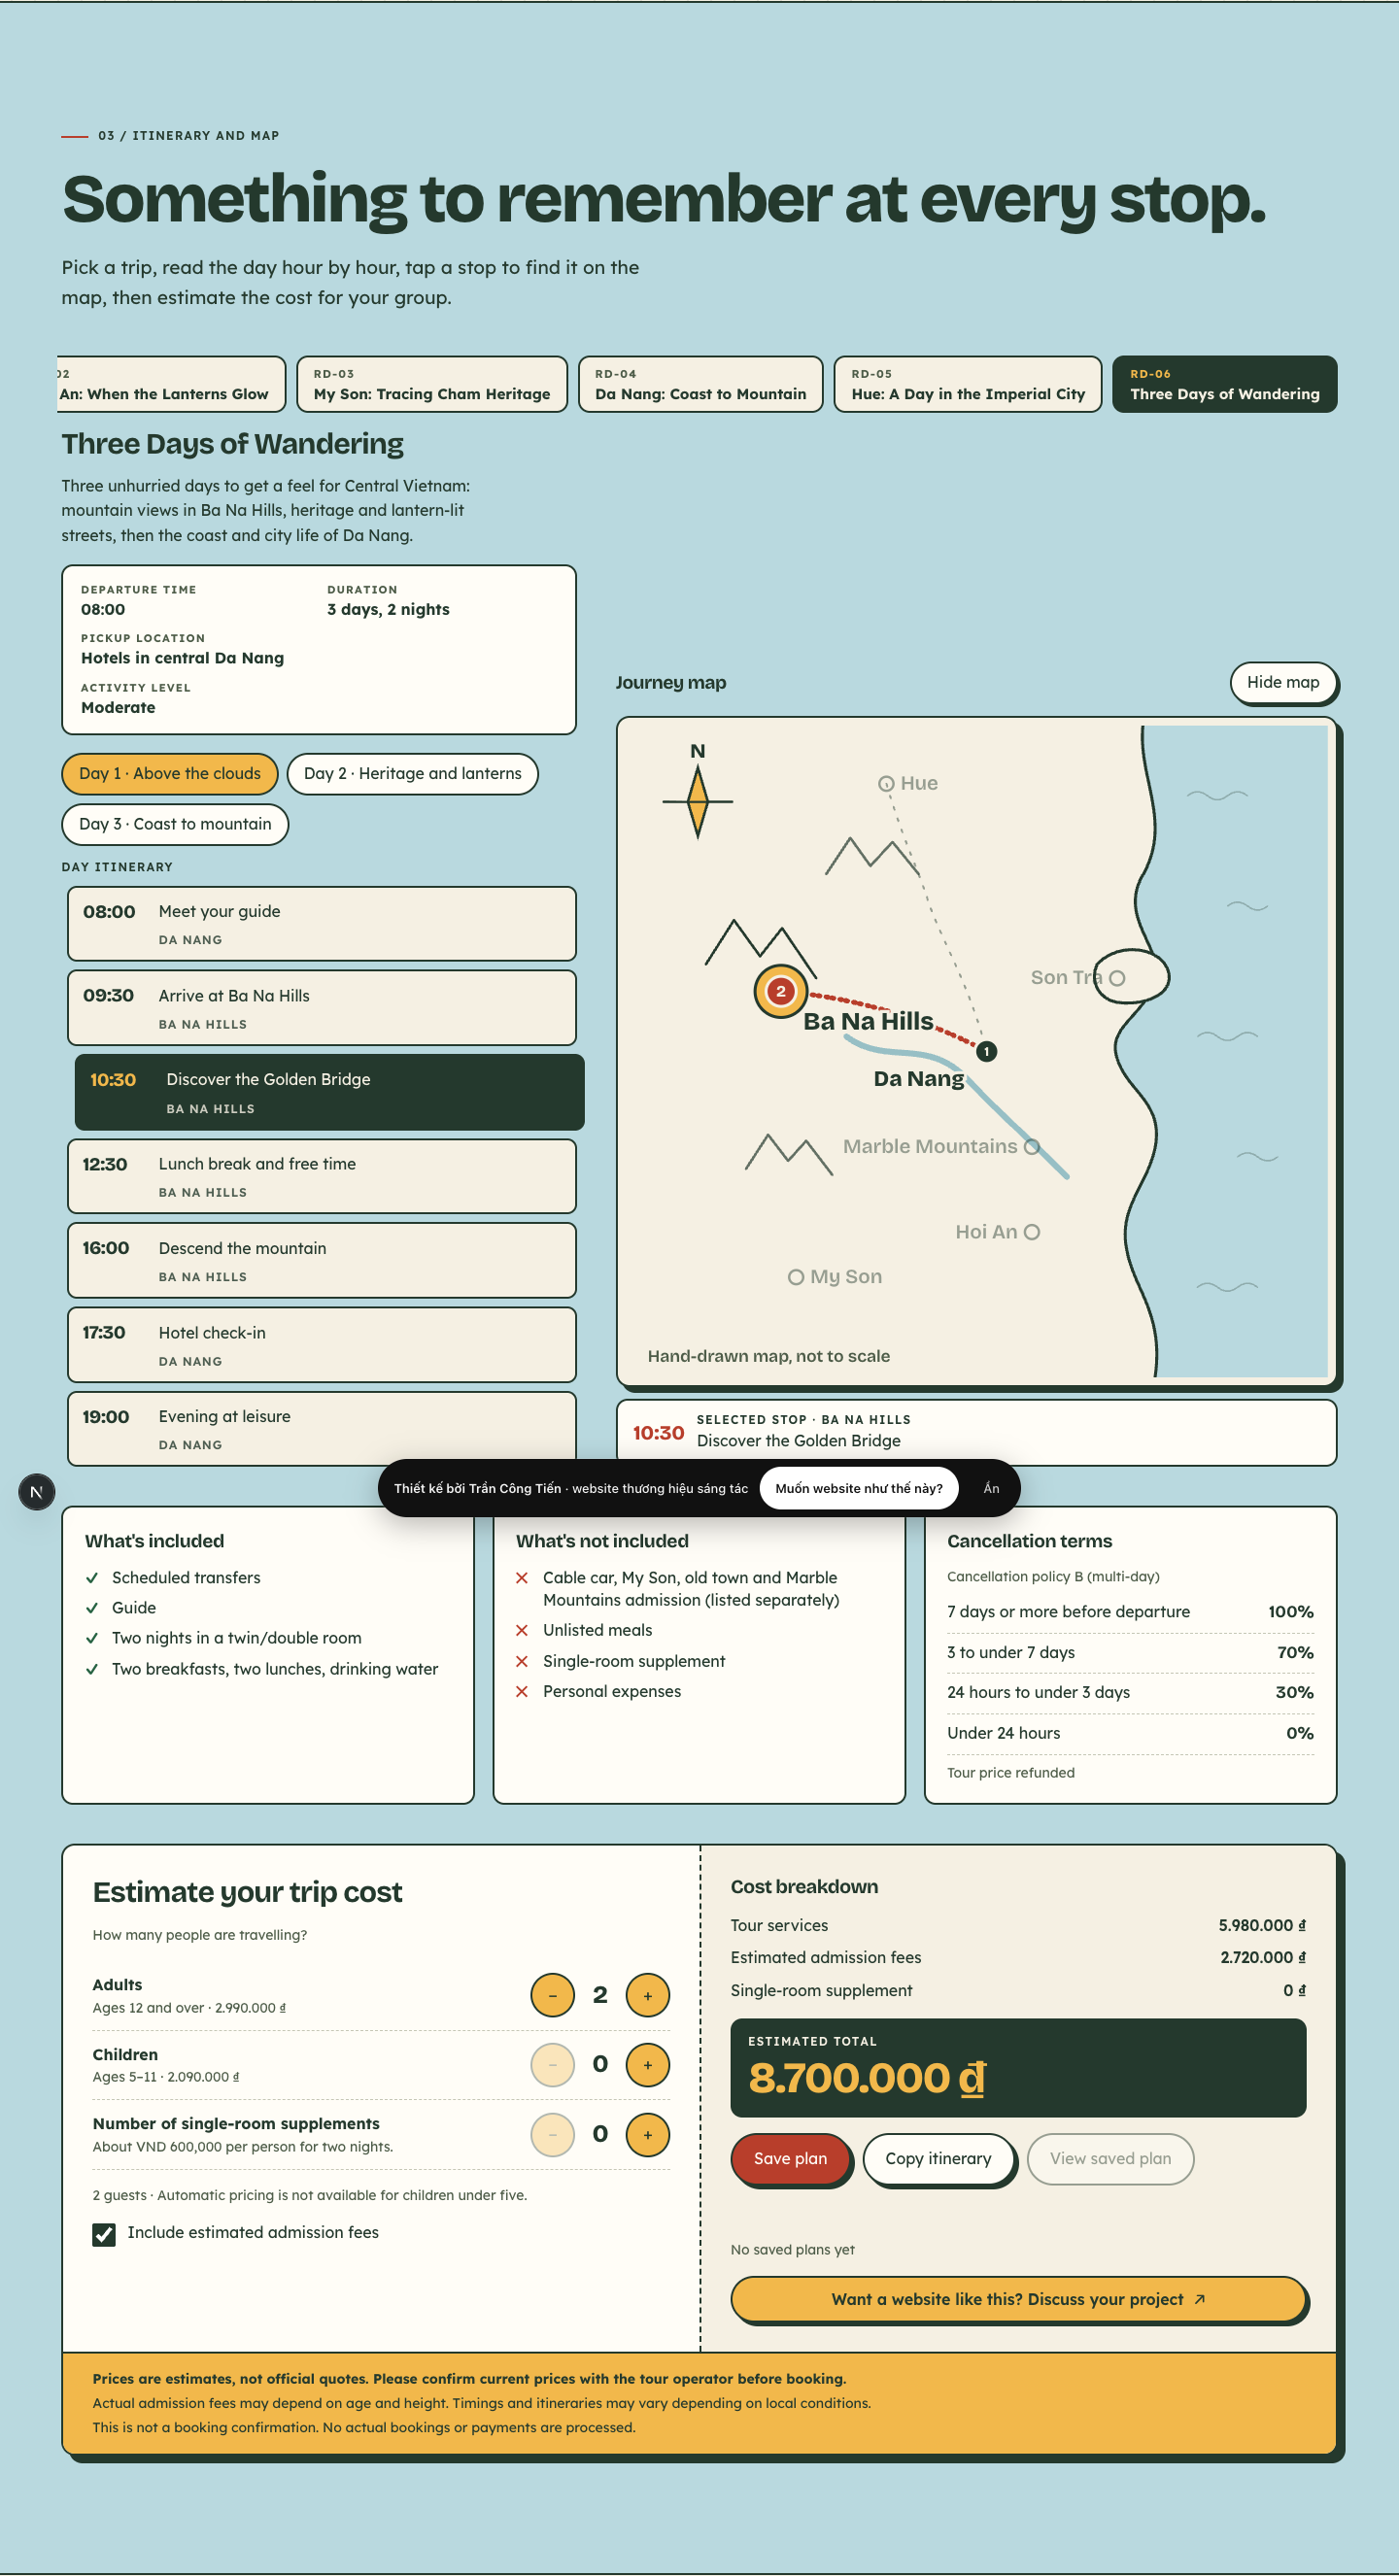 03 / ITINERARY AND MAP
Something to remember at every stop.
Pick a trip, read the day hour by hour, tap a stop to find it on the
map, then estimate the cost for your group.
02
An: When the Lanterns Glow
RD-03
My Son: Tracing Cham Heritage
RD-04
Da Nang: Coast to Mountain
RD-05
Hue: A Day in the Imperial City
RD-06
Three Days of Wandering
Three Days of Wandering
Three unhurried days to get a feel for Central Vietnam:
mountain views in Ba Na Hills, heritage and lantern-lit
streets, then the coast and city life of Da Nang.
DEPARTURE TIME
08:00
DURATION
3 days, 2 nights
PICKUP LOCATION
Hotels in central Da Nang
ACTIVITY LEVEL
Moderate
Day 1 · Above the clouds
Day 2 · Heritage and lanterns
Day 3 · Coast to mountain
DAY ITINERARY
08:00 Meet your guide
DA NANG
09:30 Arrive at Ba Na Hills
BA NA HILLS
10:30 Discover the Golden Bridge
BA NA HILLS
12:30 Lunch break and free time
BA NA HILLS
16:00 Descend the mountain
BA NA HILLS
17:30 Hotel check-in
DA NANG
19:00 Evening at leisure
DA NANG
Journey map
Hide map
N
Hue
Son Tra
2
Ba Na Hills
1
Da Nang
Marble Mountains
Hoi An
My Son
Hand-drawn map, not to scale
10:30
SELECTED STOP · BA NA HILLS
Discover the Golden Bridge
N
Thiết kế bởi Trần Công Tiến · website thương hiệu sáng tác
Muốn website như thế này?
Ẩn
What's included
Scheduled transfers
Guide
Two nights in a twin/double room
Two breakfasts, two lunches, drinking water
What's not included
Cable car, My Son, old town and Marble
Mountains admission (listed separately)
Unlisted meals
Single-room supplement
Personal expenses
Cancellation terms
Cancellation policy B (multi-day)
7 days or more before departure 100%
3 to under 7 days 70%
24 hours to under 3 days 30%
Under 24 hours 0%
Tour price refunded
Estimate your trip cost
How many people are travelling?
Adults
Ages 12 and over · 2.990.000 ₫
− 2 +
Children
Ages 5–11 · 2.090.000 ₫
− 0 +
Number of single-room supplements
About VND 600,000 per person for two nights.
− 0 +
2 guests · Automatic pricing is not available for children under five.
Include estimated admission fees
Cost breakdown
Tour services 5.980.000 ₫
Estimated admission fees 2.720.000 ₫
Single-room supplement 0 ₫
ESTIMATED TOTAL
8.700.000 ₫
Save plan
Copy itinerary
View saved plan
No saved plans yet
Want a website like this? Discuss your project ↗
Prices are estimates, not official quotes. Please confirm current prices with the tour operator before booking.
Actual admission fees may depend on age and height. Timings and itineraries may vary depending on local conditions.
This is not a booking confirmation. No actual bookings or payments are processed.